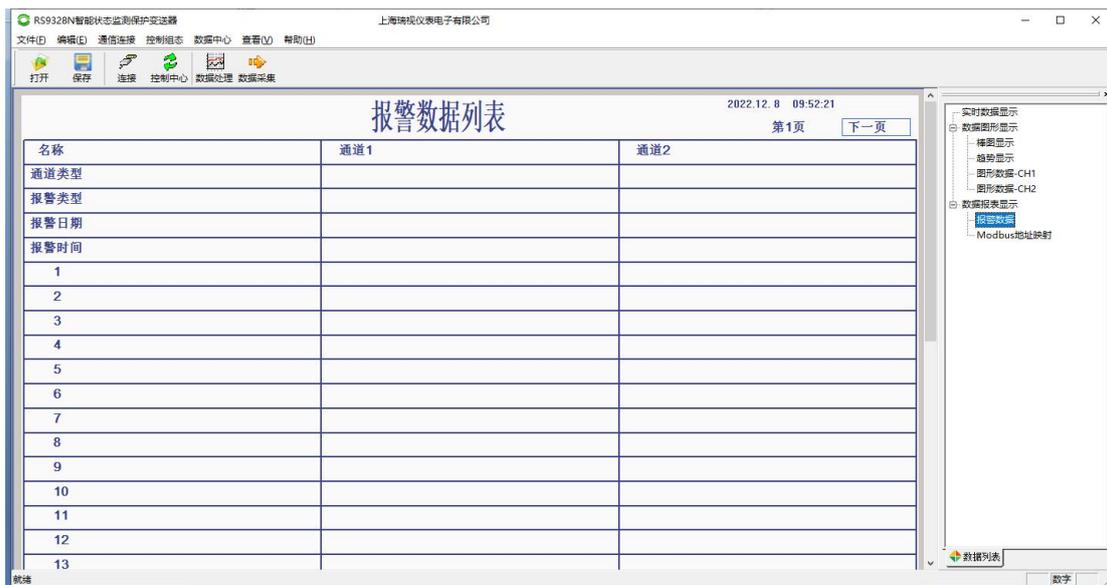 RS9328N智能状态监测保护变送器 上海瑞视仪表电子有限公司
文件(F) 编辑(E) 通信连接 控制组态 数据中心 查看(V) 帮助(H)
打开 保存 连接 控制中心 数据处理 数据采集
报警数据列表
2022.12. 8 09:52:21
第1页 下一页
名称 通道1 通道2
通道类型
报警类型
报警日期
报警时间
1
2
3
4
5
6
7
8
9
10
11
12
13
实时数据显示
数据图形显示
棒图显示
趋势显示
图形数据-CH1
图形数据-CH2
数据报表显示
报警数据
Modbus地址映射
数据列表
就绪 数字